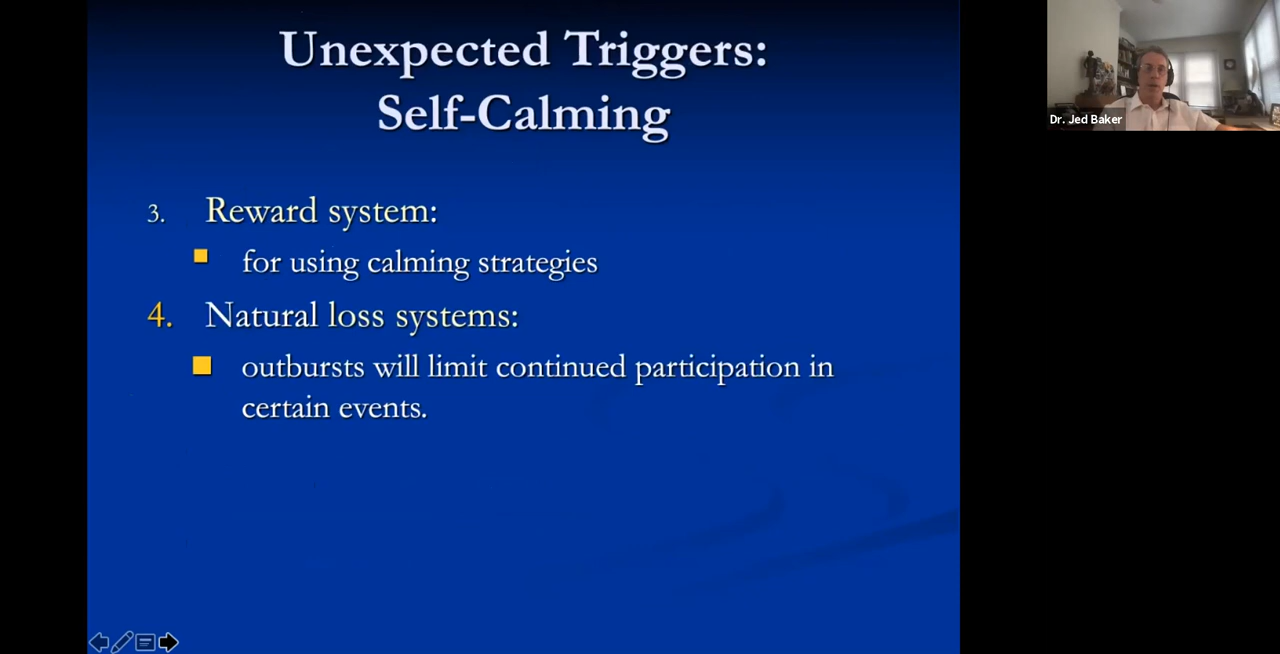 Unexpected Triggers:
Self-Calming
3. Reward system:
for using calming strategies
4. Natural loss systems:
outbursts will limit continued participation in
certain events.
Dr. Jed Baker